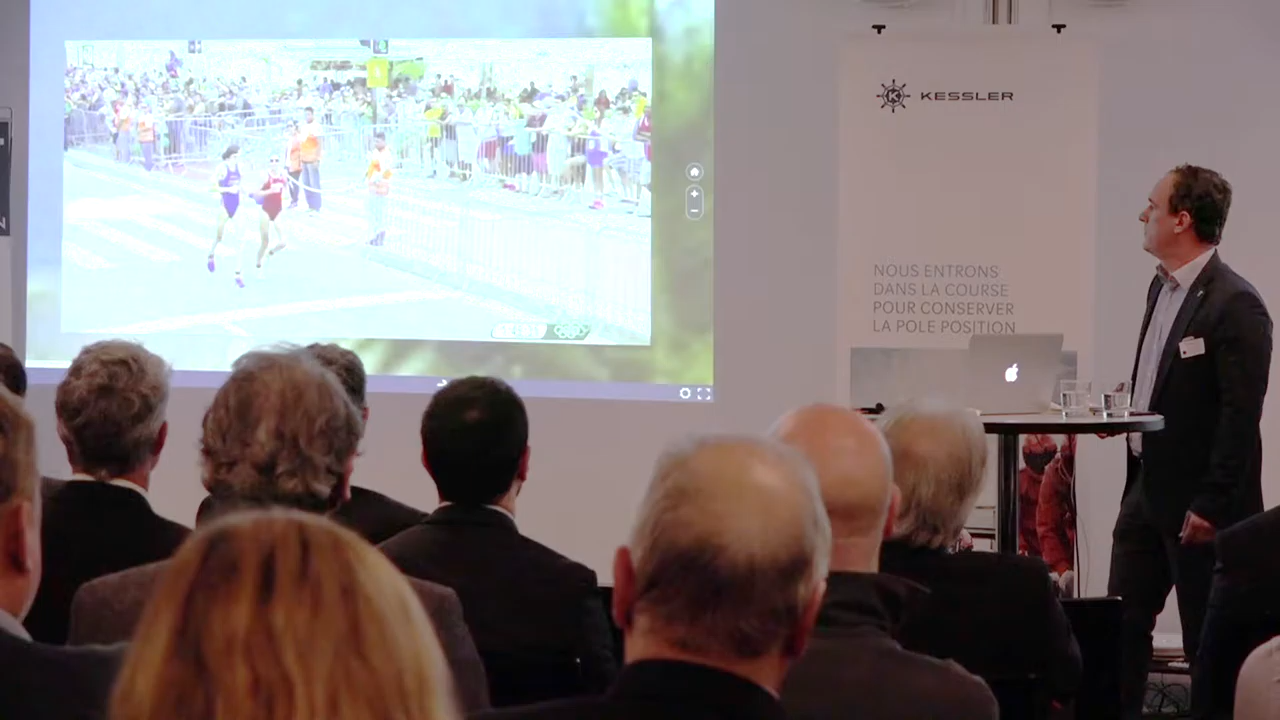 KESSLER
NOUS ENTRONS
DANS LA COURSE
POUR CONSERVER
LA POLE POSITION